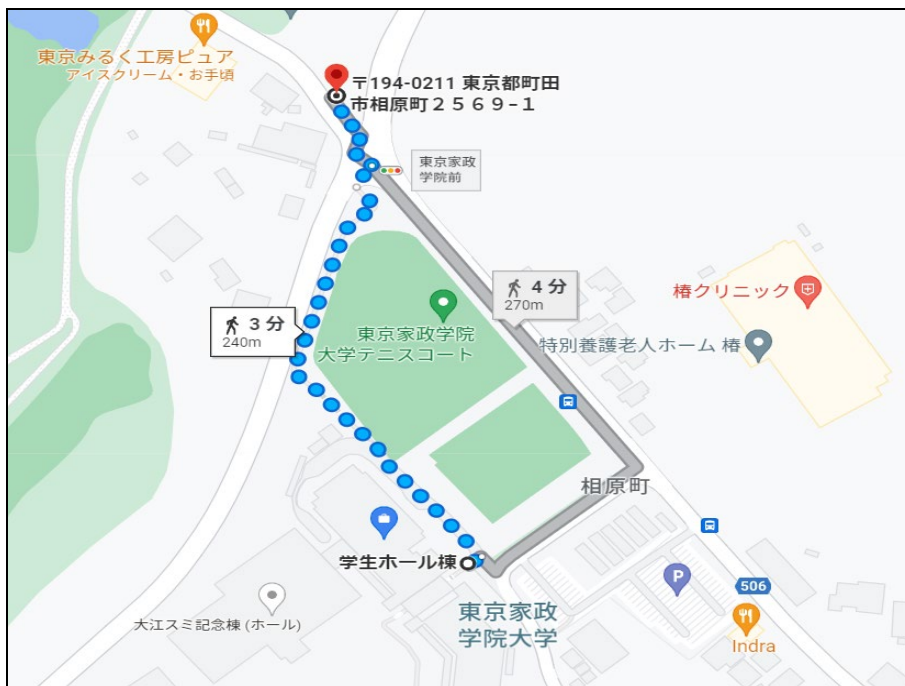 東京みるく工房ピュア
アイスクリーム・お手頃
〒194-0211 東京都町田
市相原町２５６９−１
東京家政
学院前
3 分
240m
4 分
270m
椿クリニック
東京家政学院
大学テニスコート
特別養護老人ホーム 椿
相原町
学生ホール棟
P
506
大江スミ記念棟 (ホール)
東京家政
学院大学
Indra